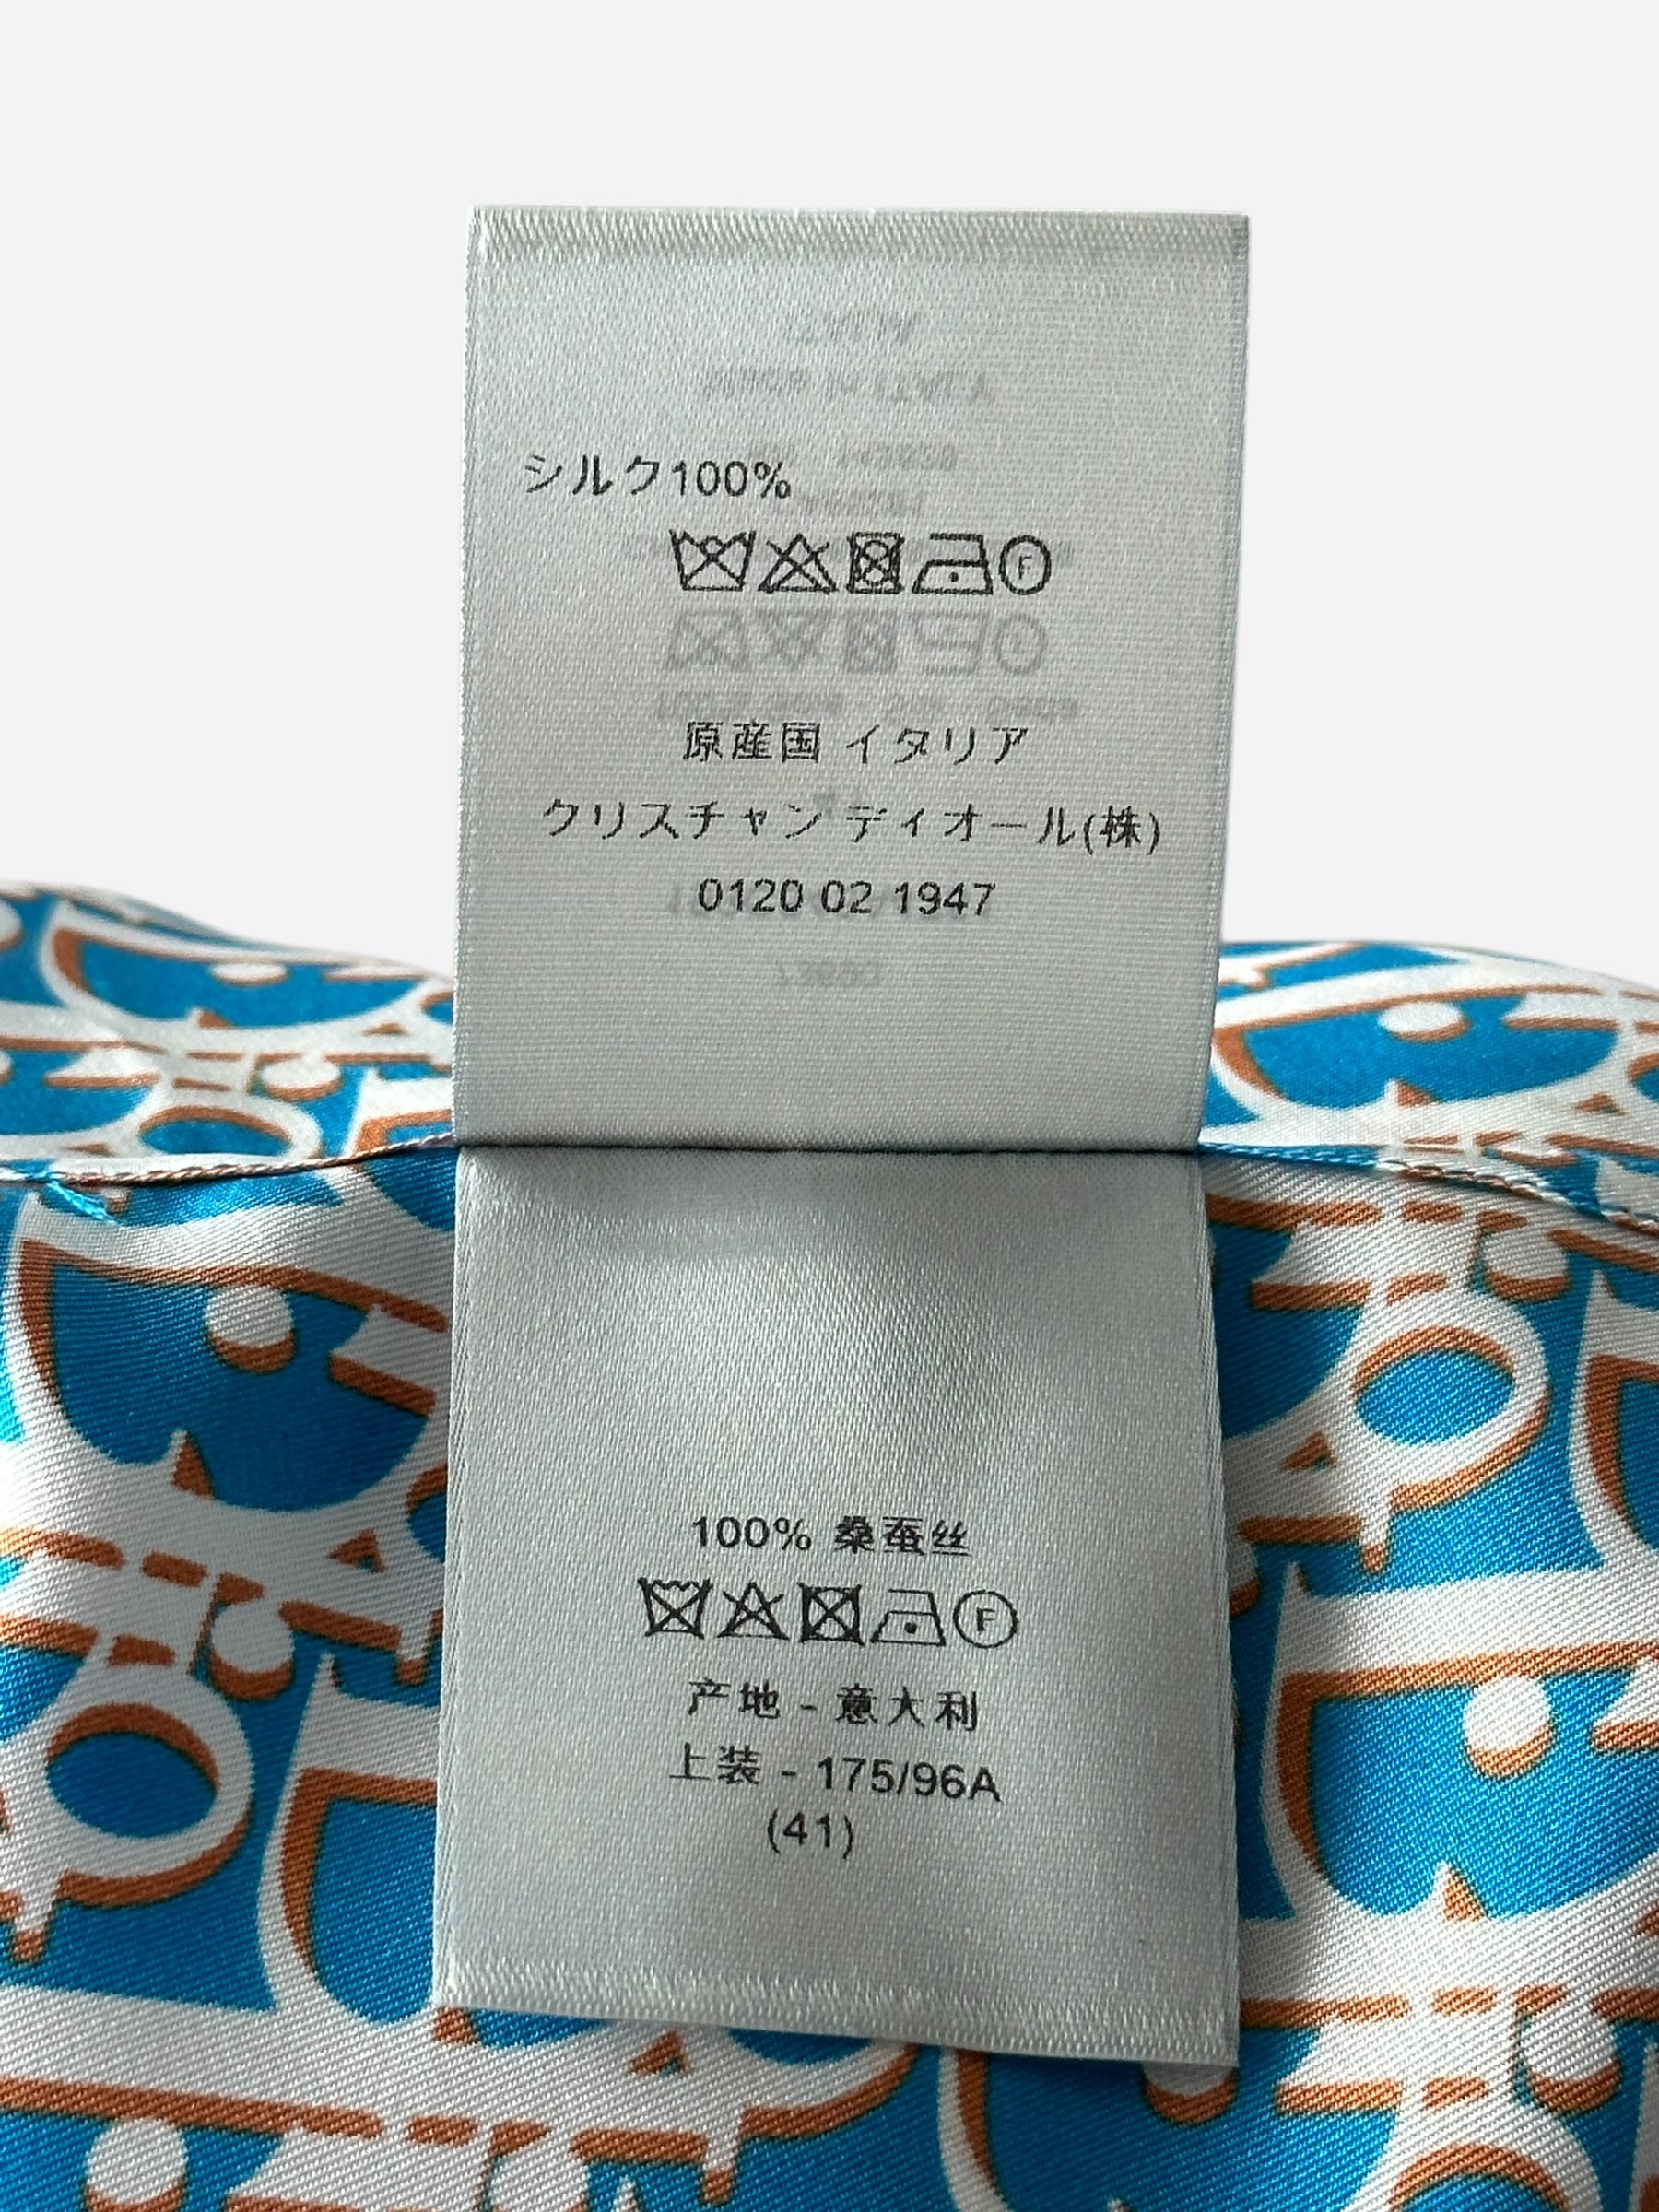 シルク100%
F
原産国 イタリア
クリスチャン ディオール(株)
0120 02 1947
100% 桑蚕丝
F
产地 - 意大利
上装 - 175/96A
(41)